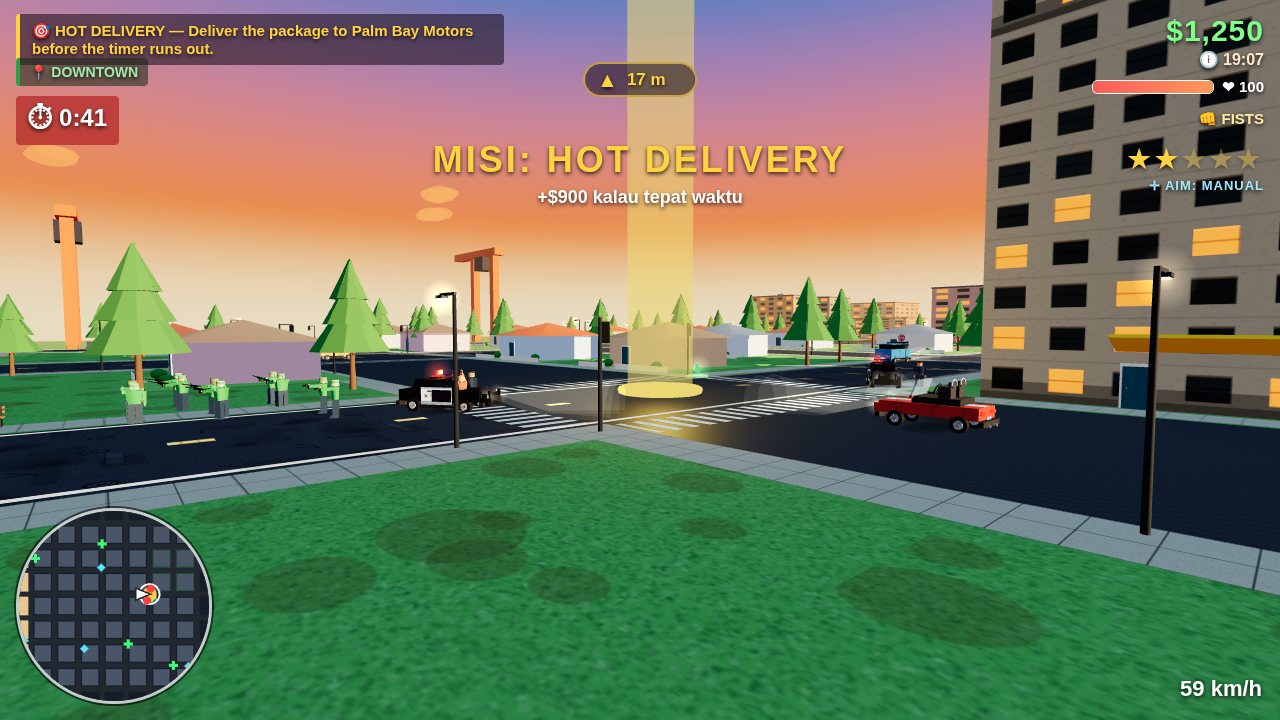 🎯 HOT DELIVERY — Deliver the package to Palm Bay Motors
before the timer runs out.
📍 DOWNTOWN
⏱ 0:41
▲ 17 m
MISI: HOT DELIVERY
+$900 kalau tepat waktu
$1,250
🕖 19:07
❤ 100
👊 FISTS
★★★★★
✛ AIM: MANUAL
59 km/h